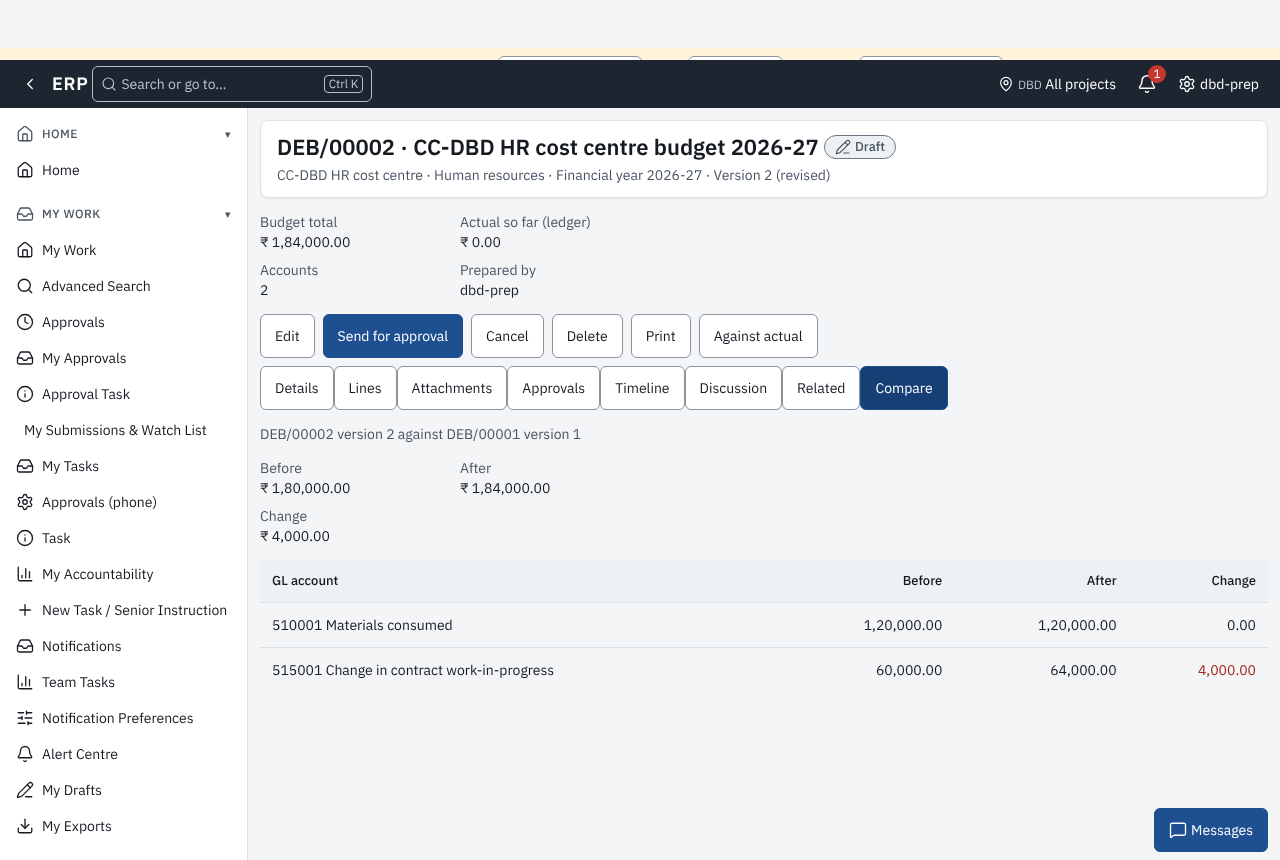 ERP
Search or go to...
Ctrl K
DBD All projects
1
dbd-prep
HOME
Home
MY WORK
My Work
Advanced Search
Approvals
My Approvals
Approval Task
My Submissions & Watch List
My Tasks
Approvals (phone)
Task
My Accountability
New Task / Senior Instruction
Notifications
Team Tasks
Notification Preferences
Alert Centre
My Drafts
My Exports
DEB/00002 · CC-DBD HR cost centre budget 2026-27 Draft
CC-DBD HR cost centre · Human resources · Financial year 2026-27 · Version 2 (revised)
Budget total Actual so far (ledger)
₹ 1,84,000.00 ₹ 0.00
Accounts Prepared by
2 dbd-prep
Edit Send for approval Cancel Delete Print Against actual
Details Lines Attachments Approvals Timeline Discussion Related Compare
DEB/00002 version 2 against DEB/00001 version 1
Before After
₹ 1,80,000.00 ₹ 1,84,000.00
Change
₹ 4,000.00
GL account Before After Change
510001 Materials consumed 1,20,000.00 1,20,000.00 0.00
515001 Change in contract work-in-progress 60,000.00 64,000.00 4,000.00
Messages